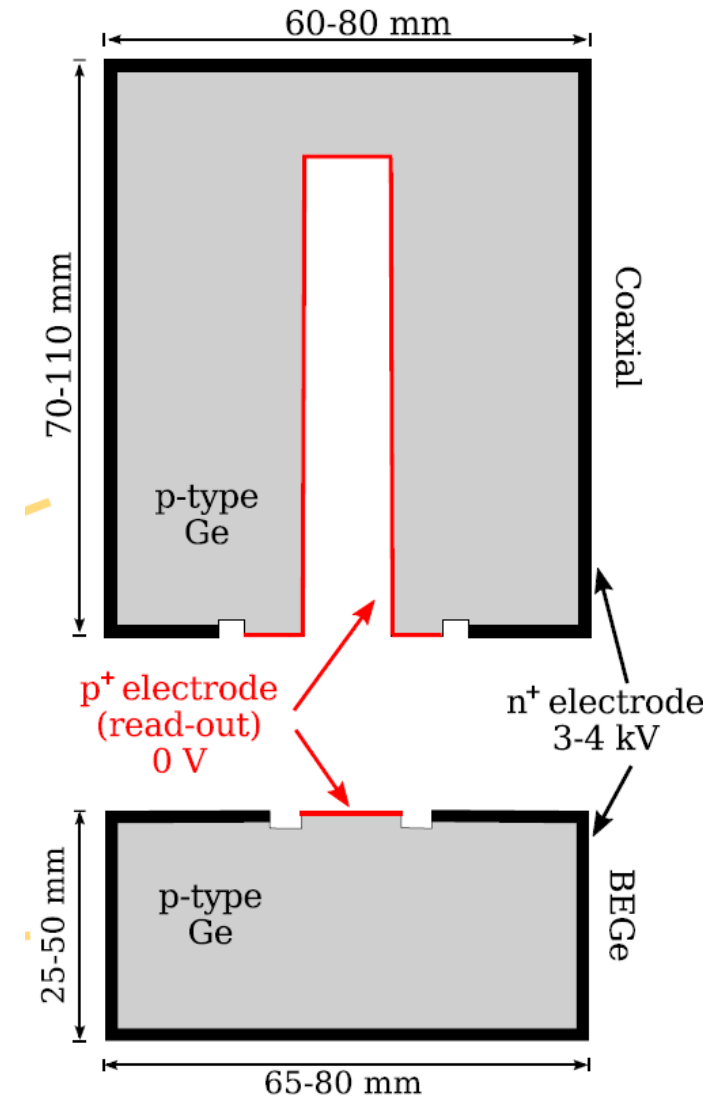 60-80 mm
70-110 mm
Coaxial
p-type
Ge
p+ electrode
(read-out)
0 V
n+ electrode
3-4 kV
25-50 mm
p-type
Ge
BEGe
65-80 mm